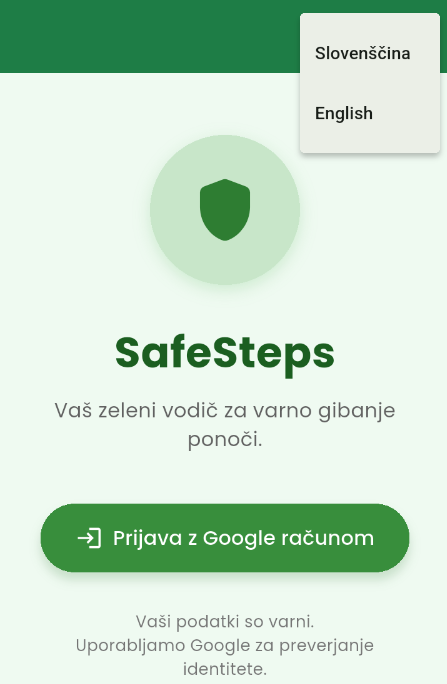 Slovenščina
English
SafeSteps
Vaš zeleni vodič za varno gibanje
ponoči.
Prijava z Google računom
Vaši podatki so varni.
Uporabljamo Google za preverjanje
identitete.